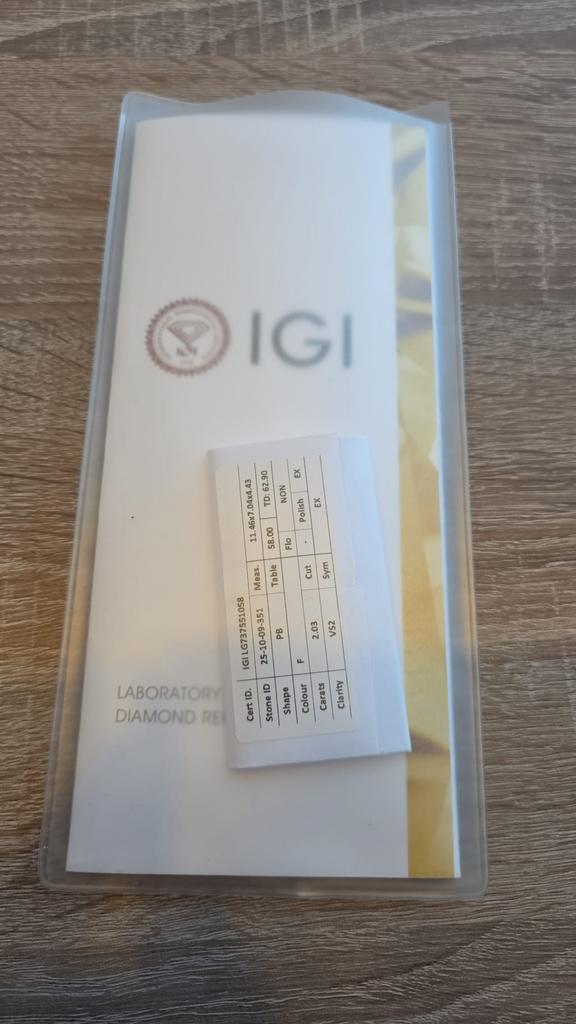 IGI
LABORATORY
DIAMOND RE
Cert ID. IGI LG737551058
Stone ID 25-10-09-351 Meas. 11.46x7.04x4.43
Shape PB Table 58.00 TD: 62.90
Colour F Flo NON
Carats 2.03 Cut - Polish EX
Clarity VS2 Sym EX